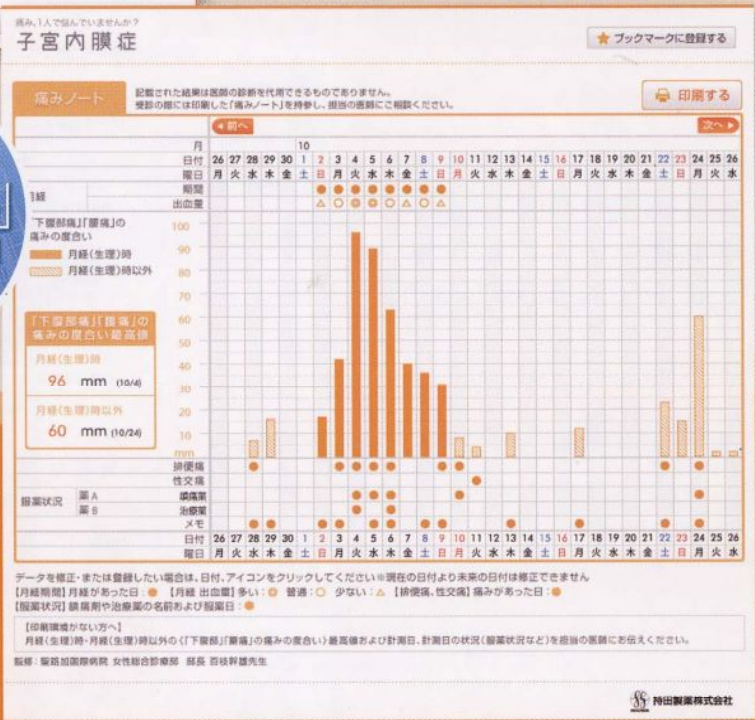 痛み、1人で悩んでいませんか？
子宮内膜症
ブックマークに登録する
痛みノート
記載された結果は医師の診断を代用できるものでありません。
受診の際には印刷した「痛みノート」を持参し、担当の医師にご相談ください。
印刷する
前へ
次へ
月 10
日付 26 27 28 29 30 1 2 3 4 5 6 7 8 9 10 11 12 13 14 15 16 17 18 19 20 21 22 23 24 25 26
曜日 月 火 水 木 金 土 日 月 火 水 木 金 土 日 月 火 水 木 金 土 日 月 火 水 木 金 土 日 月 火 水
期間
出血量
「下腹部痛」「腰痛」の
痛みの度合い
月経(生理)時
月経(生理)時以外
100
90
80
70
60
50
40
30
20
10
mm
「下腹部痛」「腰痛」の
痛みの度合い最高値
月経(生理)時
96 mm (10/4)
月経(生理)時以外
60 mm (10/24)
排便痛
性交痛
服薬状況 薬A 鎮痛薬
薬B 治療薬
メモ
日付 26 27 28 29 30 1 2 3 4 5 6 7 8 9 10 11 12 13 14 15 16 17 18 19 20 21 22 23 24 25 26
曜日 月 火 水 木 金 土 日 月 火 水 木 金 土 日 月 火 水 木 金 土 日 月 火 水 木 金 土 日 月 火 水
データを修正・または登録したい場合は、日付、アイコンをクリックしてください※現在の日付より未来の日付は修正できません
【月経期間】月経があった日: 【月経 出血量】多い: 普通: 少ない: 【排便痛、性交痛】痛みがあった日:
【服薬状況】鎮痛剤や治療薬の名前および服薬日:
【印刷環境がない方へ】
月経(生理)時・月経(生理)時以外の〈「下腹部」「腰痛」の痛みの度合い〉最高値および計測日、計測日の状況(服薬状況など)を担当の医師にお伝えください。
監修:聖路加国際病院 女性総合診療部 部長 百枝幹雄先生
持田製薬株式会社